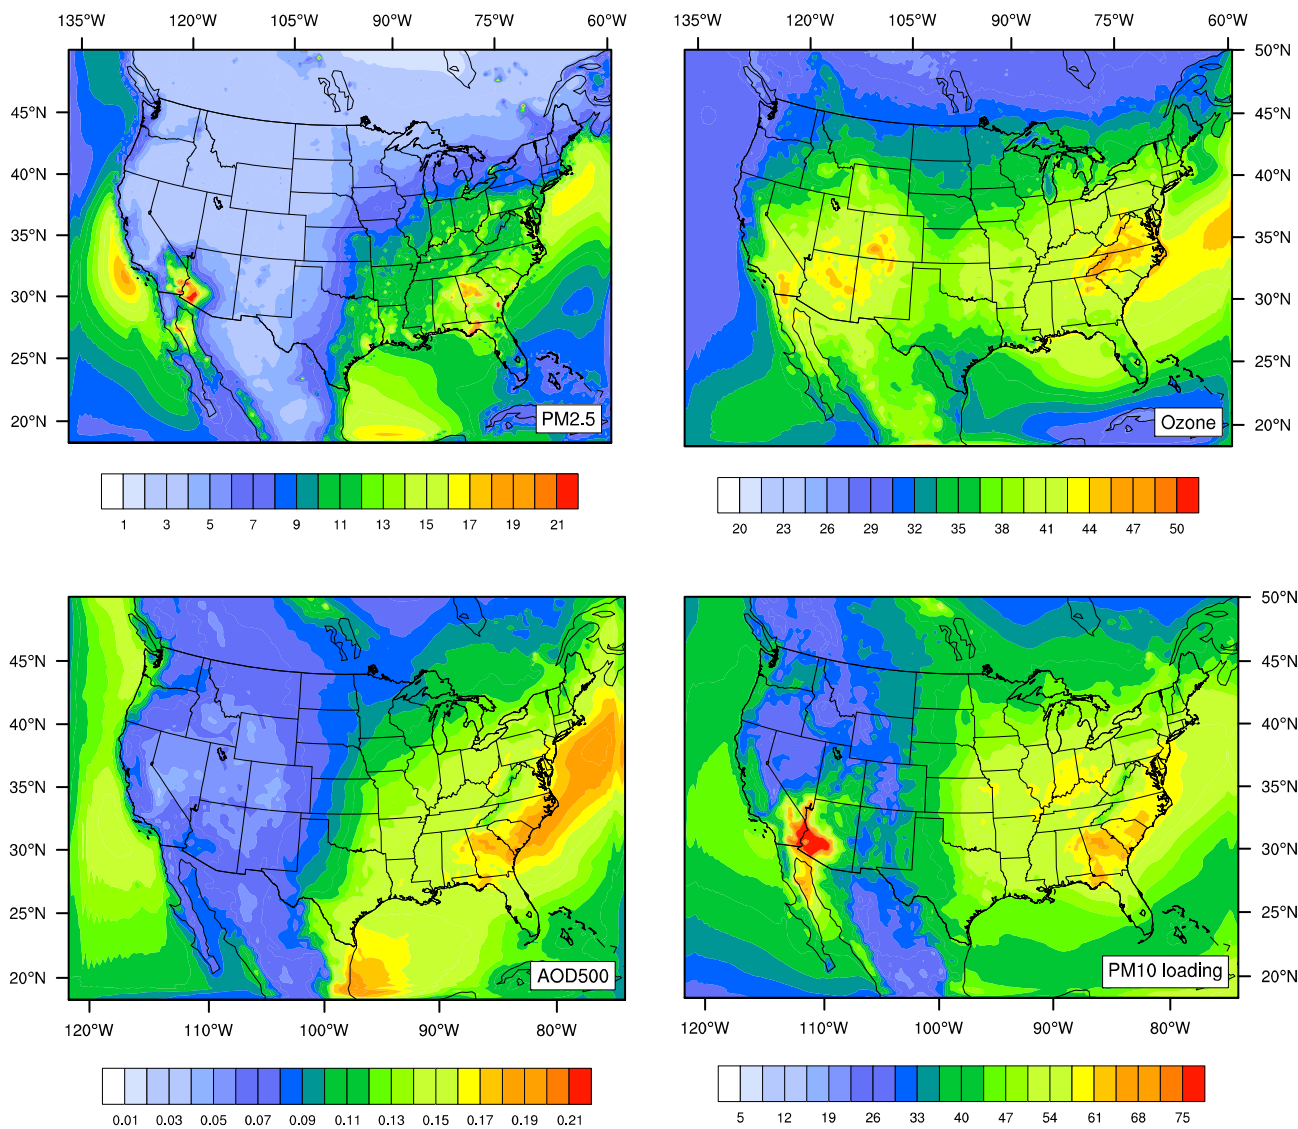 135°W 120°W 105°W 90°W 75°W 60°W
135°W 120°W 105°W 90°W 75°W 60°W
50°N
45°N
45°N
40°N
40°N
35°N
35°N
30°N
30°N
25°N
25°N
20°N
20°N
PM2.5
Ozone
1 3 5 7 9 11 13 15 17 19 21
20 23 26 29 32 35 38 41 44 47 50
50°N
45°N
45°N
40°N
40°N
35°N
35°N
30°N
30°N
25°N
25°N
20°N
20°N
AOD500
PM10 loading
120°W 110°W 100°W 90°W 80°W
120°W 110°W 100°W 90°W 80°W
0.01 0.03 0.05 0.07 0.09 0.11 0.13 0.15 0.17 0.19 0.21
5 12 19 26 33 40 47 54 61 68 75